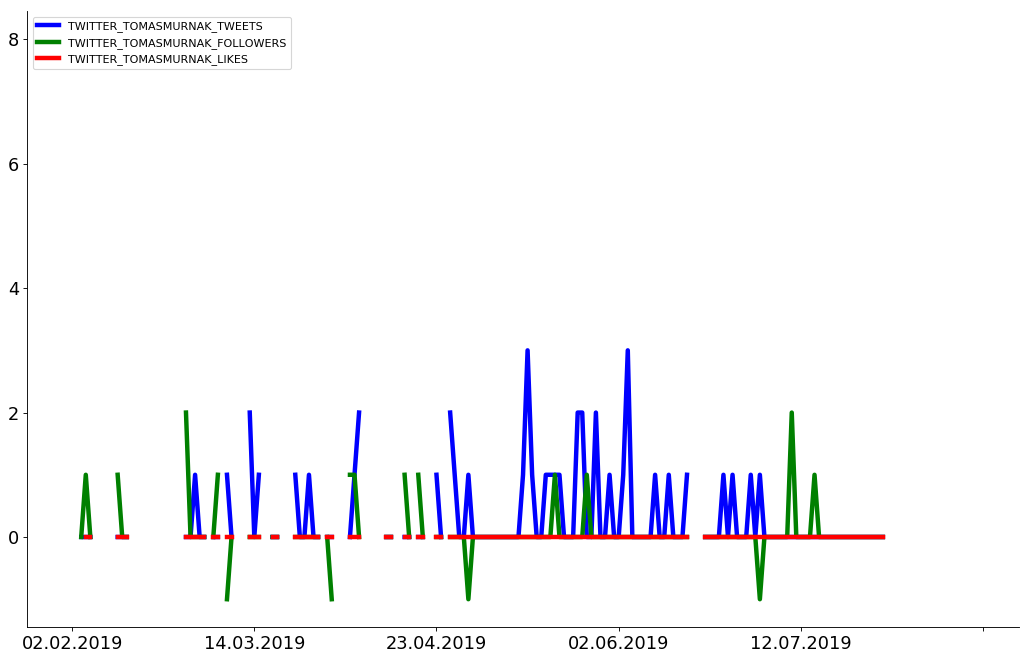 TWITTER_TOMASMURNAK_TWEETS
TWITTER_TOMASMURNAK_FOLLOWERS
TWITTER_TOMASMURNAK_LIKES
8
6
4
2
0
02.02.2019 14.03.2019 23.04.2019 02.06.2019 12.07.2019